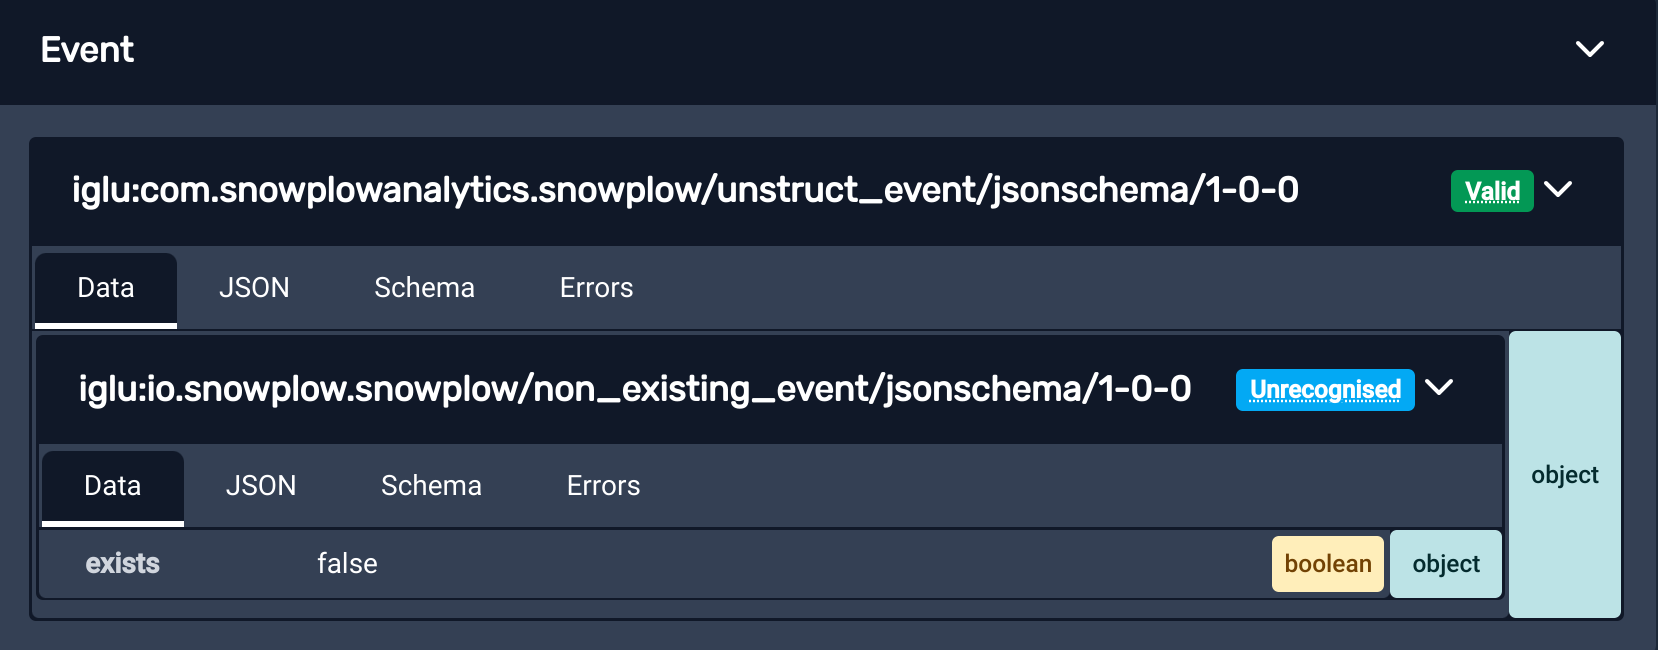 Event
iglu:com.snowplowanalytics.snowplow/unstruct_event/jsonschema/1-0-0 Valid
Data JSON Schema Errors
iglu:io.snowplow.snowplow/non_existing_event/jsonschema/1-0-0 Unrecognised
object
Data JSON Schema Errors
exists false boolean object